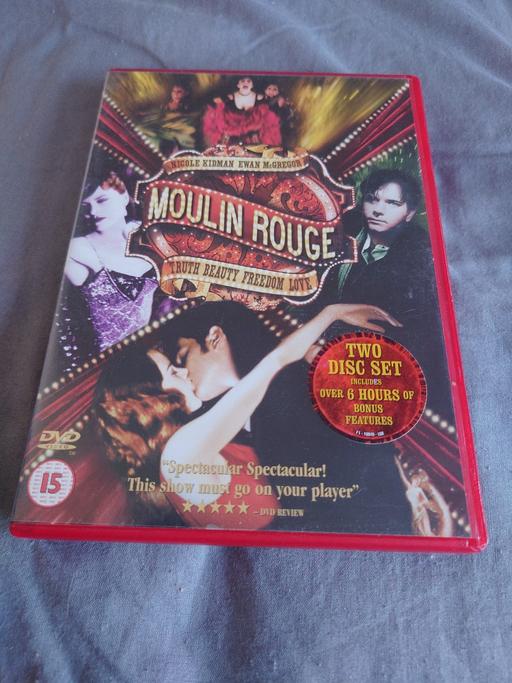 NICOLE KIDMAN EWAN McGREGOR
MOULIN ROUGE
TRUTH BEAUTY FREEDOM LOVE
TWO
DISC SET
INCLUDES
OVER 6 HOURS OF
BONUS
FEATURES
DVD
VIDEO
15
"Spectacular Spectacular!
This show must go on your player"
★★★★★ – DVD REVIEW